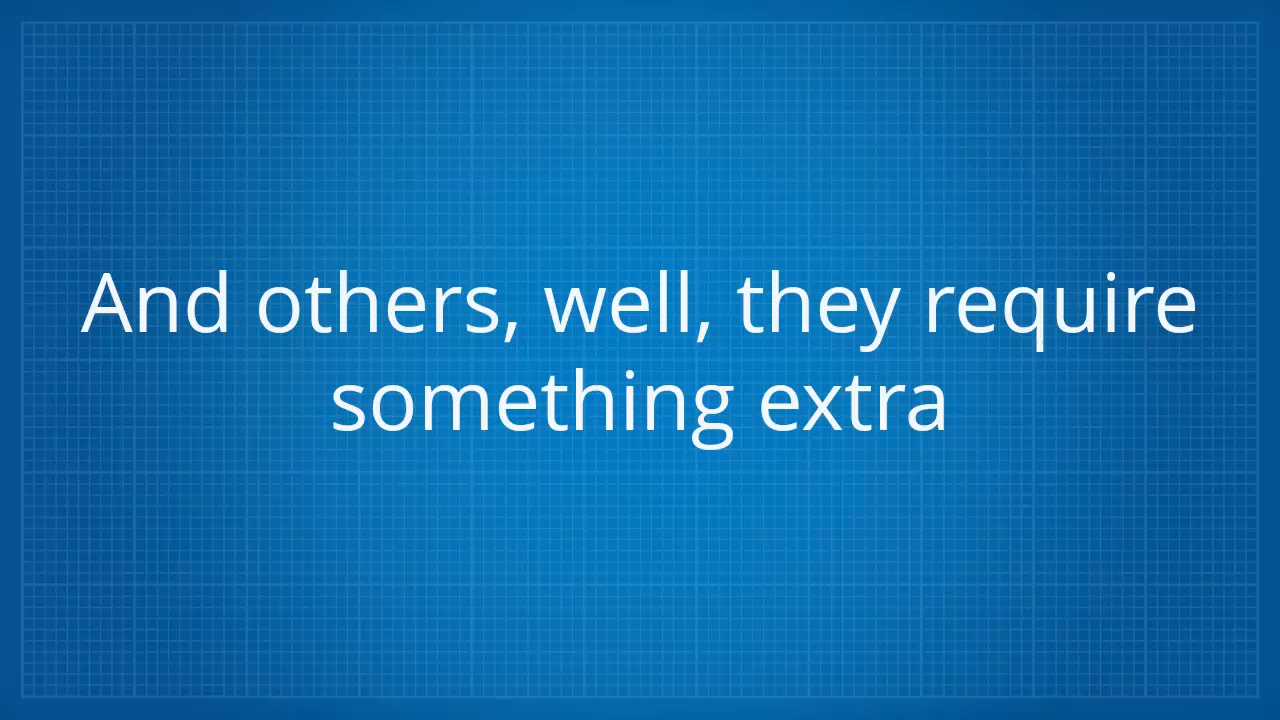 And others, well, they require
something extra